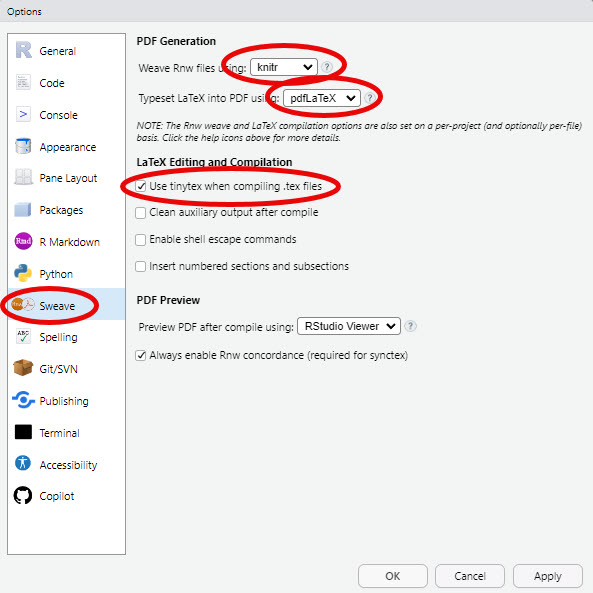 Options
General
Code
Console
Appearance
Pane Layout
Packages
Rmd
R Markdown
Python
Sweave
ABC
Spelling
Git/SVN
Publishing
Terminal
Accessibility
Copilot
PDF Generation
Weave Rnw files using: knitr ?
Typeset LaTeX into PDF using: pdfLaTeX ?
NOTE: The Rnw weave and LaTeX compilation options are also set on a per-project (and optionally per-file)
basis. Click the help icons above for more details.
LaTeX Editing and Compilation
Use tinytex when compiling .tex files
Clean auxiliary output after compile
Enable shell escape commands
Insert numbered sections and subsections
PDF Preview
Preview PDF after compile using: RStudio Viewer ?
Always enable Rnw concordance (required for synctex)
OK Cancel Apply